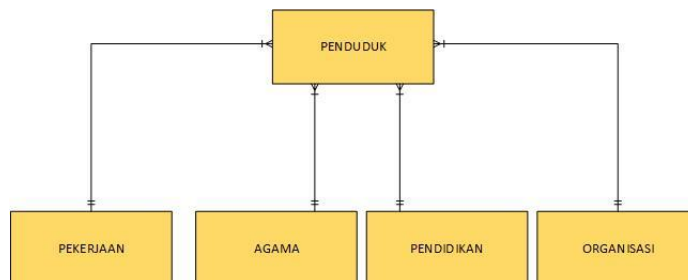 PENDUDUK
PEKERJAAN
AGAMA
PENDIDIKAN
ORGANISASI